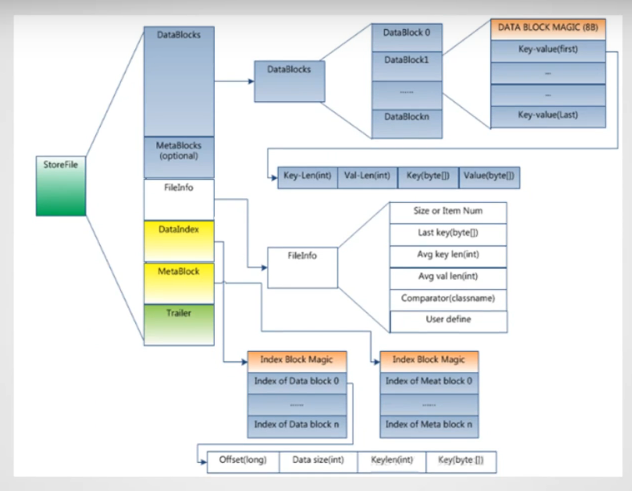 StoreFile
DataBlocks
MetaBlocks
(optional)
FileInfo
DataIndex
MetaBlock
Trailer
DataBlocks
DataBlock 0
DataBlock1
......
DataBlockn
DATA BLOCK MAGIC (8B)
Key-value(first)
...
...
Key-value(Last)
Key-Len(int)
Val-Len(int)
Key(byte[])
Value(byte[])
FileInfo
Size or Item Num
Last key(byte[])
Avg key len(int)
Avg val len(int)
Comparator(classname)
User define
Index Block Magic
Index of Data block 0
......
Index of Data block n
Index Block Magic
Index of Meat block 0
......
Index of Meta block n
Offset(long)
Data size(int)
Keylen(int)
Key(byte [])